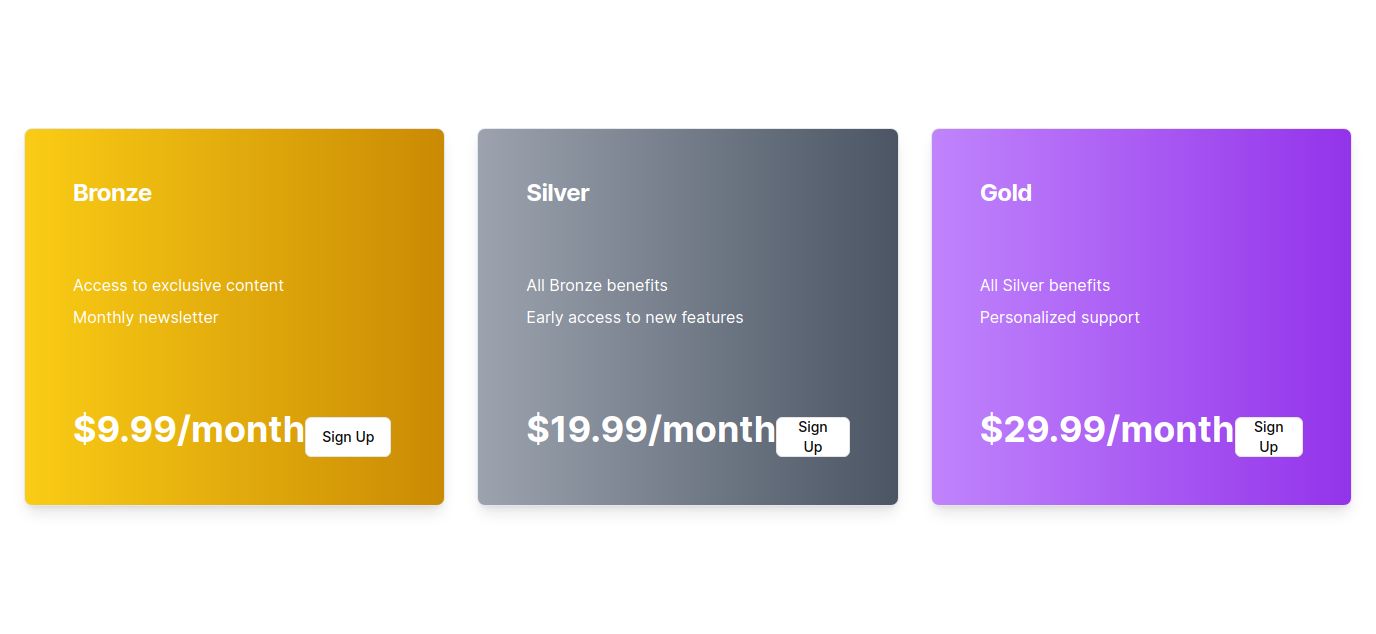 Bronze
Access to exclusive content
Monthly newsletter
$9.99/month
Sign Up
Silver
All Bronze benefits
Early access to new features
$19.99/month
Sign
Up
Gold
All Silver benefits
Personalized support
$29.99/month
Sign
Up